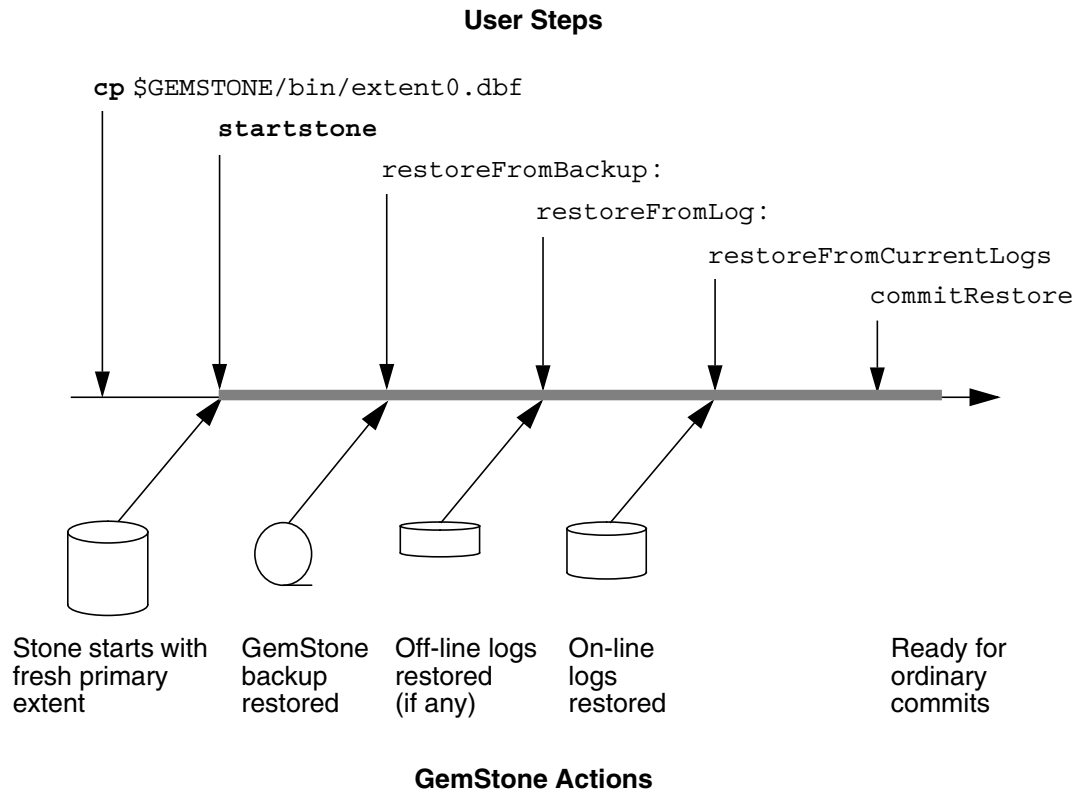 User Steps
cp $GEMSTONE/bin/extent0.dbf
startstone
restoreFromBackup:
restoreFromLog:
restoreFromCurrentLogs
commitRestore
Stone starts with
fresh primary
extent
GemStone
backup
restored
Off-line logs
restored
(if any)
On-line
logs
restored
Ready for
ordinary
commits
GemStone Actions